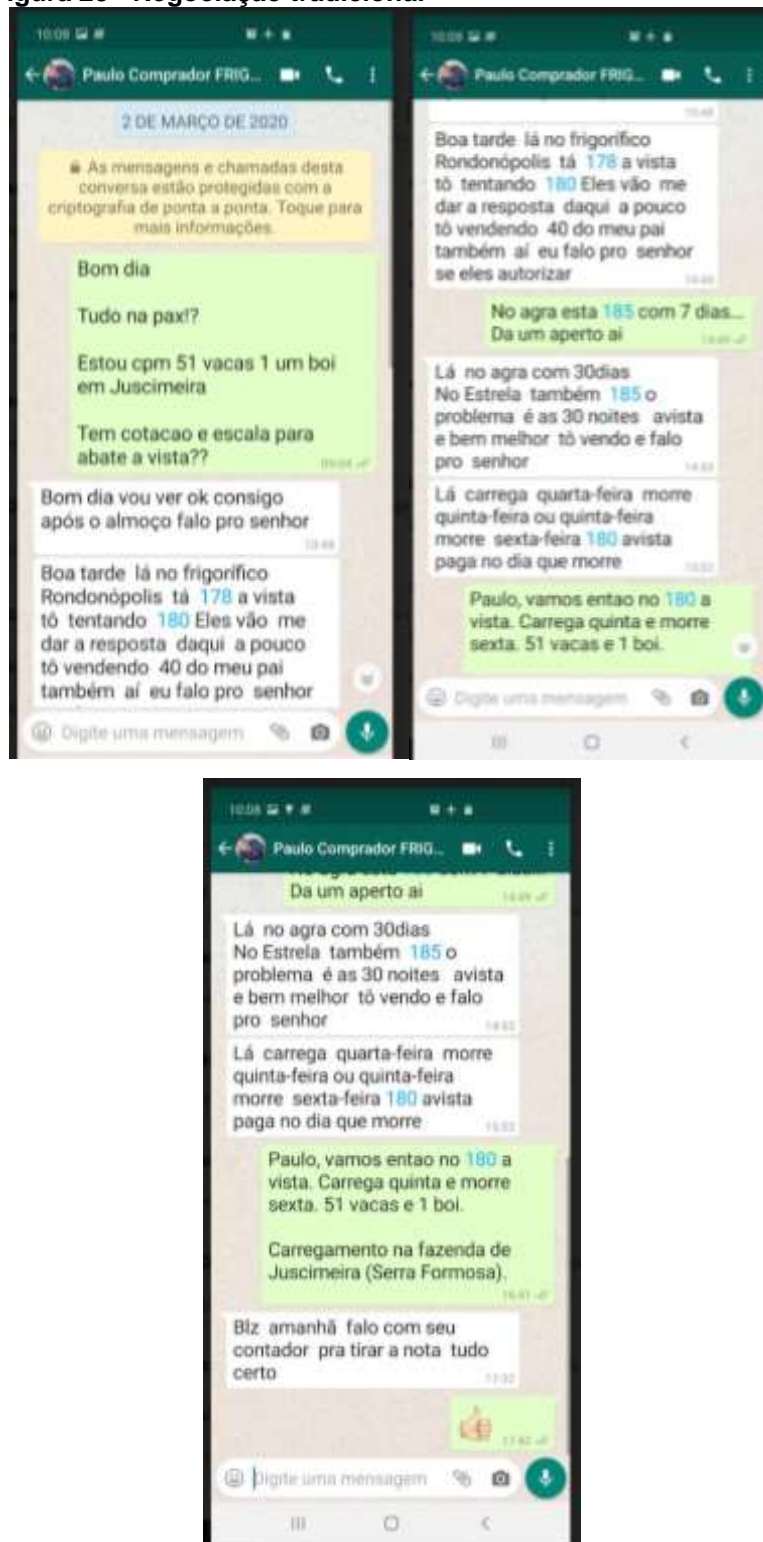 Figura 25 - Negociação tradicional
10:09
Paulo Comprador FRIG...
2 DE MARÇO DE 2020
As mensagens e chamadas desta
conversa estão protegidas com a
criptografia de ponta a ponta. Toque para
mais informações.
Bom dia
Tudo na pax!?
Estou cpm 51 vacas 1 um boi
em Juscimeira
Tem cotacao e escala para
abate a vista??
Bom dia vou ver ok consigo
após o almoço falo pro senhor
Boa tarde lá no frigorífico
Rondonópolis tá 178 a vista
tô tentando 180 Eles vão me
dar a resposta daqui a pouco
tô vendendo 40 do meu pai
também aí eu falo pro senhor
Digite uma mensagem
Paulo Comprador FRIG...
Boa tarde lá no frigorífico
Rondonópolis tá 178 a vista
tô tentando 180 Eles vão me
dar a resposta daqui a pouco
tô vendendo 40 do meu pai
também aí eu falo pro senhor
se eles autorizar
No agra esta 185 com 7 dias...
Da um aperto ai
Lá no agra com 30dias
No Estrela também 185 o
problema é as 30 noites avista
e bem melhor tô vendo e falo
pro senhor
Lá carrega quarta-feira morre
quinta-feira ou quinta-feira
morre sexta-feira 180 avista
paga no dia que morre
Paulo, vamos entao no 180 a
vista. Carrega quinta e morre
sexta. 51 vacas e 1 boi.
Digite uma mensagem
10:08
Paulo Comprador FRIG...
Da um aperto ai
Lá no agra com 30dias
No Estrela também 185 o
problema é as 30 noites avista
e bem melhor tô vendo e falo
pro senhor
Lá carrega quarta-feira morre
quinta-feira ou quinta-feira
morre sexta-feira 180 avista
paga no dia que morre
Paulo, vamos entao no 180 a
vista. Carrega quinta e morre
sexta. 51 vacas e 1 boi.
Carregamento na fazenda de
Juscimeira (Serra Formosa).
Blz amanhã falo com seu
contador pra tirar a nota tudo
certo
Digite uma mensagem